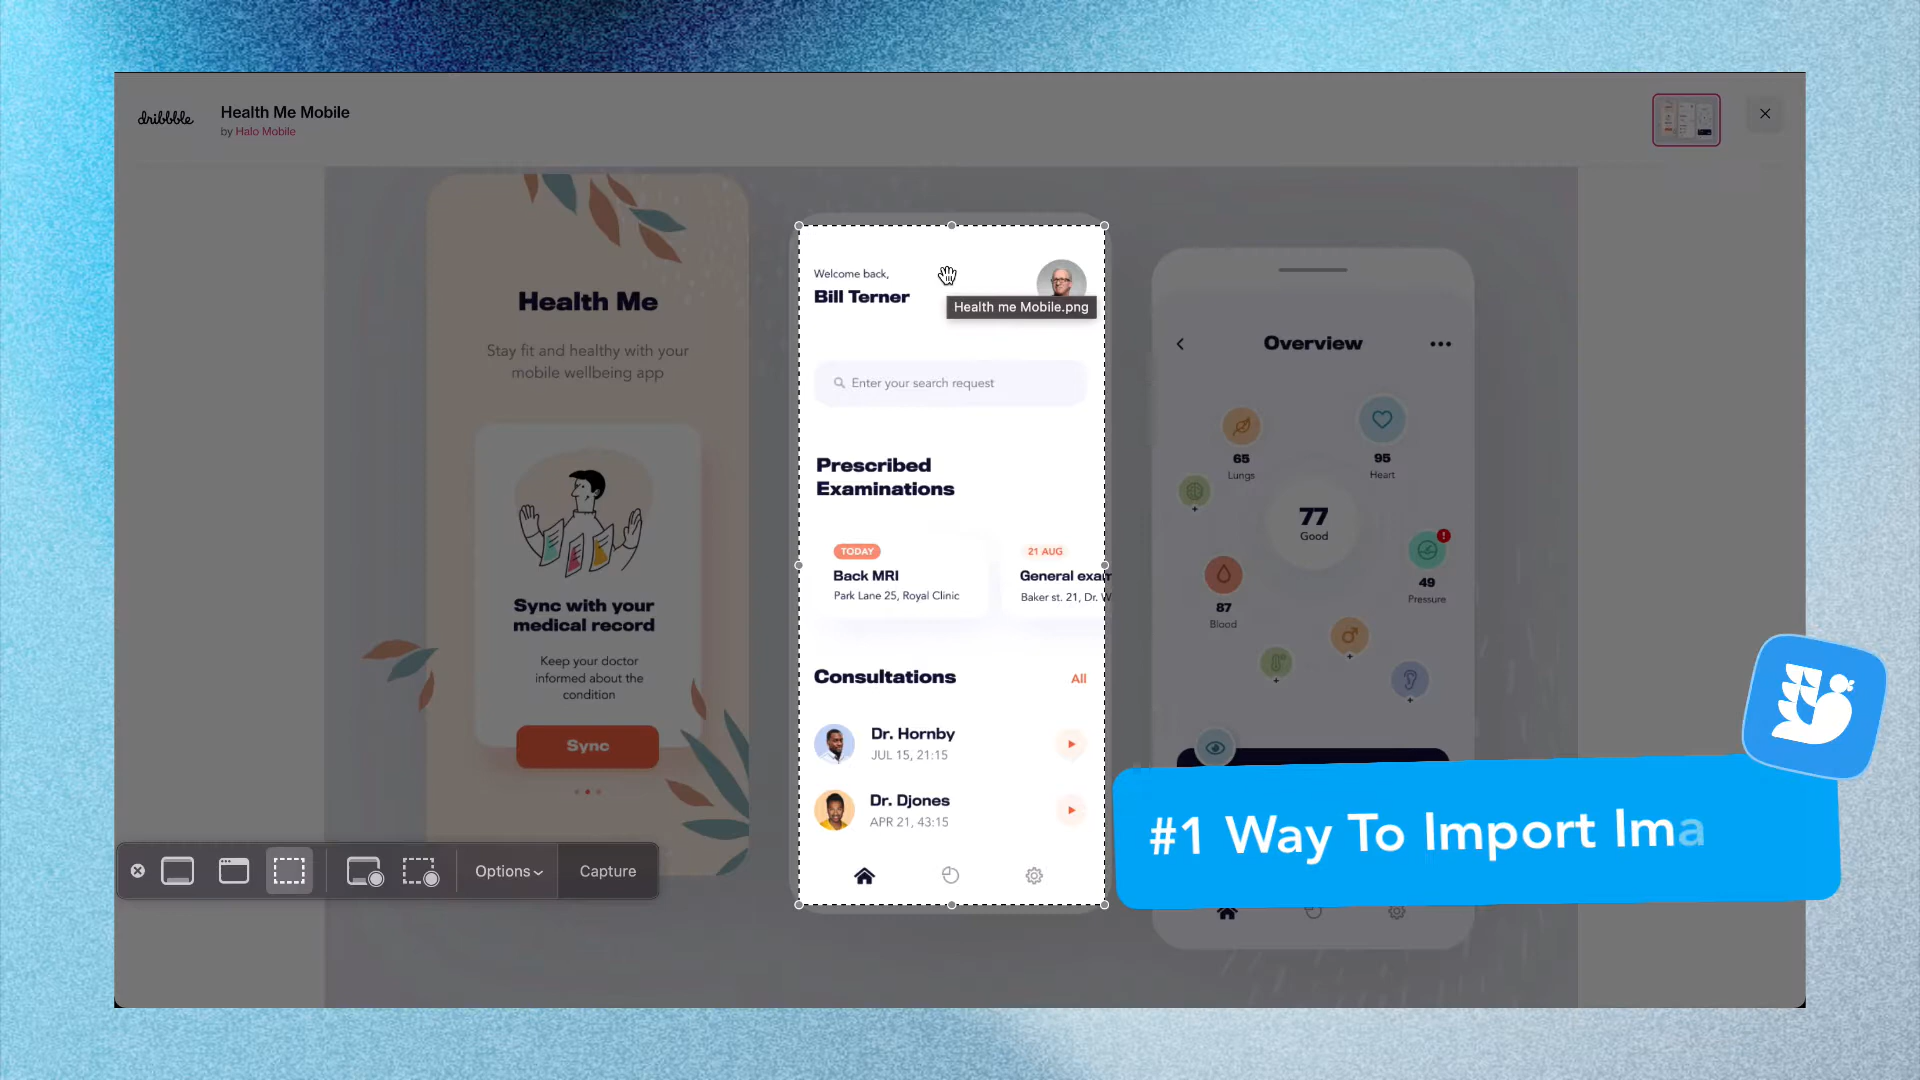 dribbble
Health Me Mobile
by Halo Mobile
Health Me
Stay fit and healthy with your
mobile wellbeing app
Sync with your
medical record
Keep your doctor
informed about the
condition
Sync
Welcome back,
Bill Terner
Health me Mobile.png
Enter your search request
Prescribed
Examinations
TODAY
Back MRI
Park Lane 25, Royal Clinic
21 AUG
General exam
Baker st. 21, Dr. W
Consultations
All
Dr. Hornby
JUL 15, 21:15
Dr. Djones
APR 21, 43:15
Overview
65
Lungs
95
Heart
77
Good
49
Pressure
87
Blood
Options
Capture
#1 Way To Import Ima